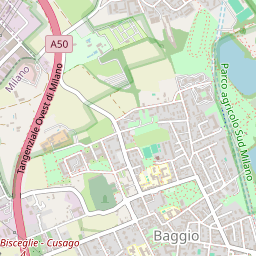 A50
Milano
Tangenziale Ovest di Milano
Parco agricolo Sud Milano
Baggio
Bisceglie - Cusago